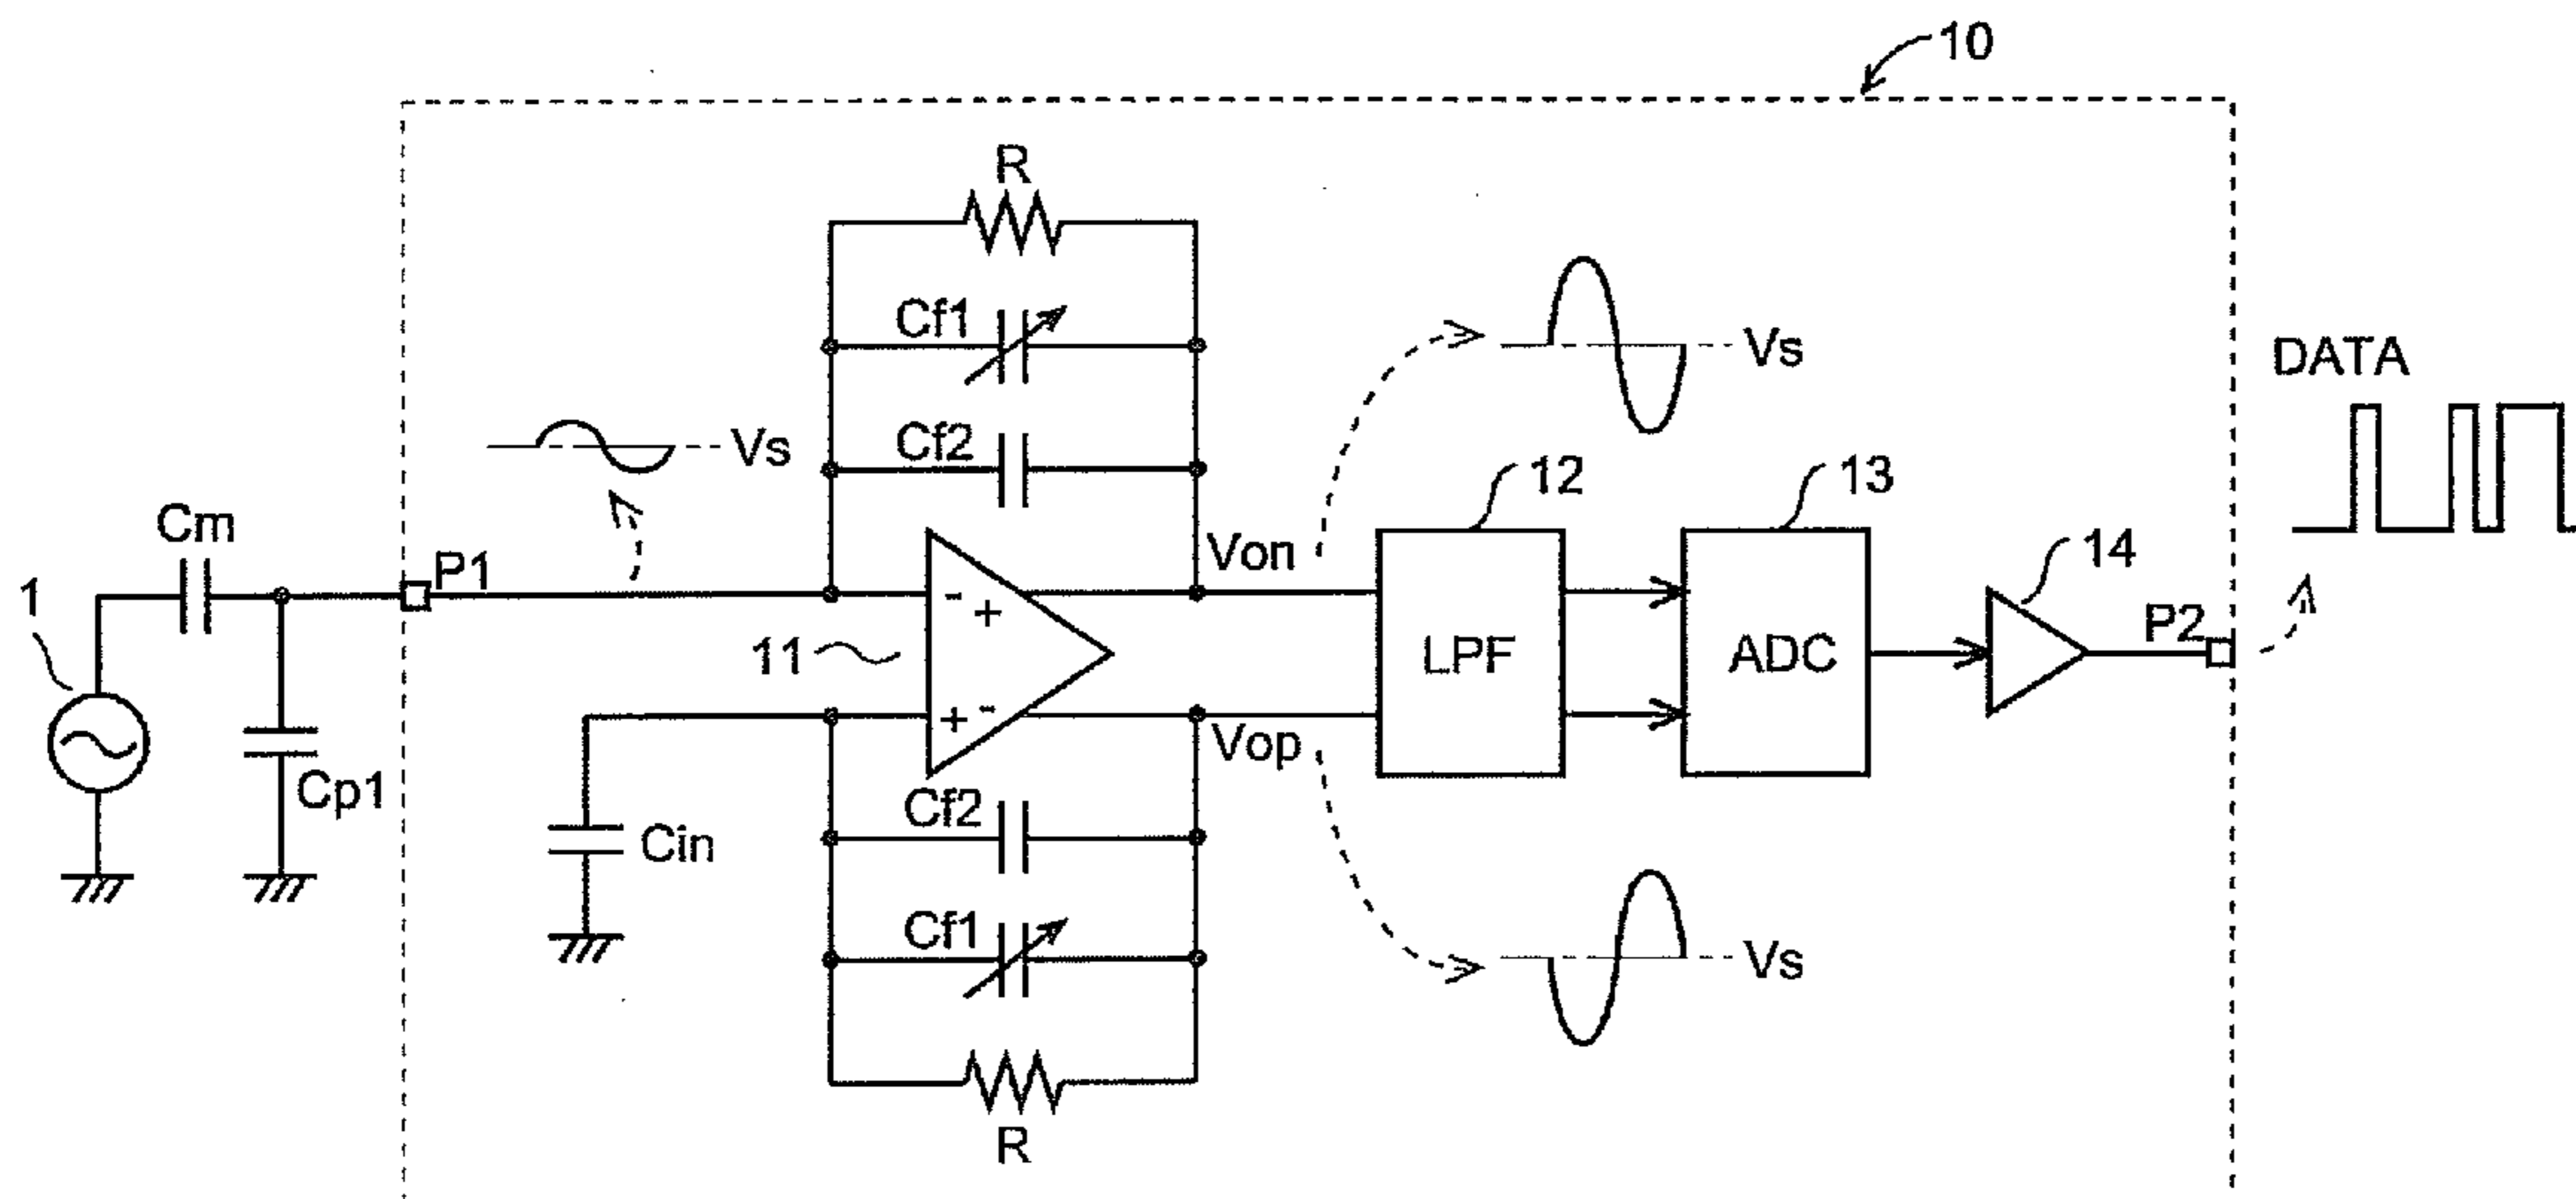 10
R
Cf1
Vs
DATA
Cf2
Vs
12
13
Cm
P1
Von
14
1
-
+
P2
11
LPF
ADC
+
-
Vop
Cp1
Cf2
Cin
Cf1
Vs
R